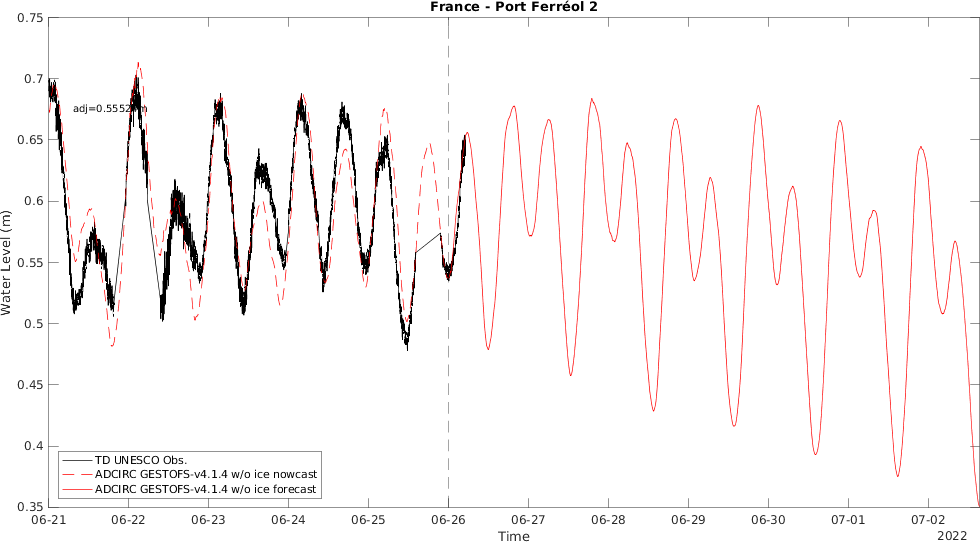 France - Port Ferréol 2
0.75
0.7
0.65
0.6
0.55
0.5
0.45
0.4
0.35
Water Level (m)
adj=0.5552
TD UNESCO Obs.
ADCIRC GESTOFS-v4.1.4 w/o ice nowcast
ADCIRC GESTOFS-v4.1.4 w/o ice forecast
06-21 06-22 06-23 06-24 06-25 06-26 06-27 06-28 06-29 06-30 07-01 07-02
Time
2022